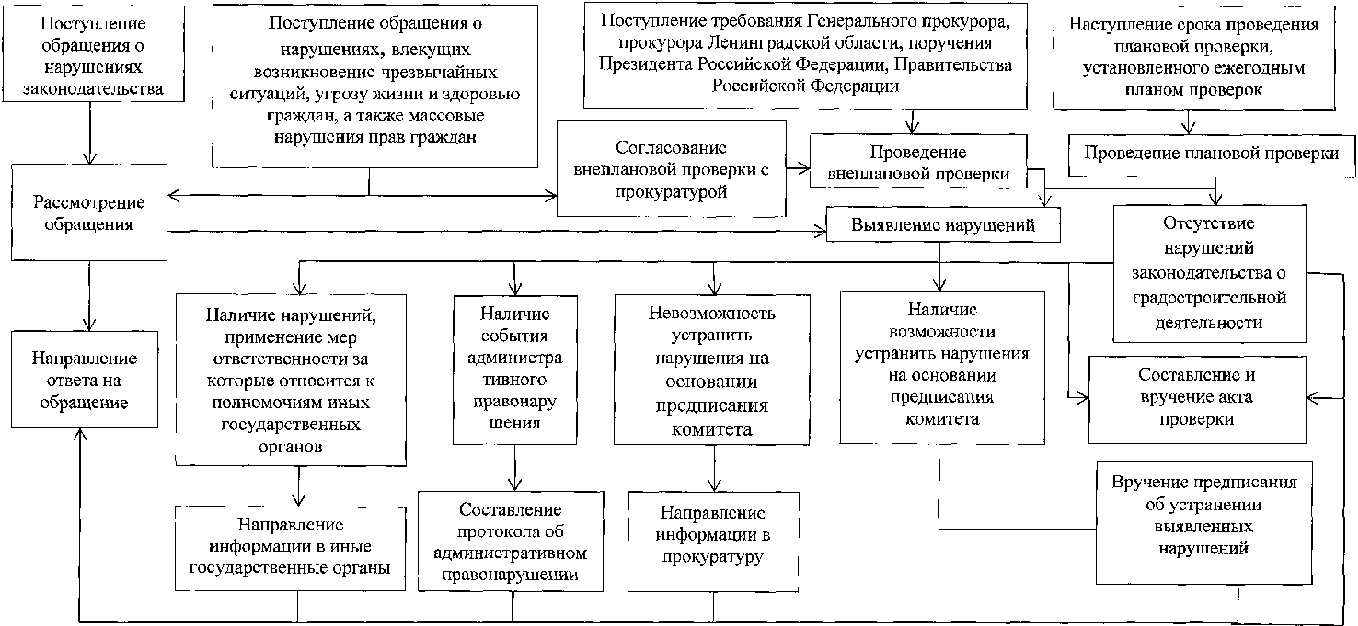 Поступление
обращения о
нарушениях
законодательства
Поступление обращения о
нарушениях, влекущих
возникновение чрезвычайных
ситуаций, угрозу жизни и здоровью
граждан, а также массовые
нарушения прав граждан
Поступление требования Генерального прокурора,
прокурора Ленинградской области, поручения
Президента Российской Федерации, Правительства
Российской Федерации
Наступление срока проведения
плановой проверки,
установленного ежегодным
планом проверок
Согласование
внеплановой проверки с
прокуратурой
Проведение
внеплановой проверки
Проведение плановой проверки
Рассмотрение
обращения
Выявление нарушений
Отсутствие
нарушений
законодательства о
градостроительной
деятельности
Направление
ответа на
обращение
Наличие нарушений,
применение мер
ответственности за
которые относится к
полномочиям иных
государственных
органов
Наличие
события
администра
тивного
правонару
шения
Невозможность
устранить
нарушения на
основании
предписания
комитета
Наличие
возможности
устранить нарушения
на основании
предписания
комитета
Составление и
вручение акта
проверки
Направление
информации в иные
государственные органы
Составление
протокола об
административном
правонарушении
Направление
информации в
прокуратуру
Вручение предписания
об устранении
выявленных
нарушений